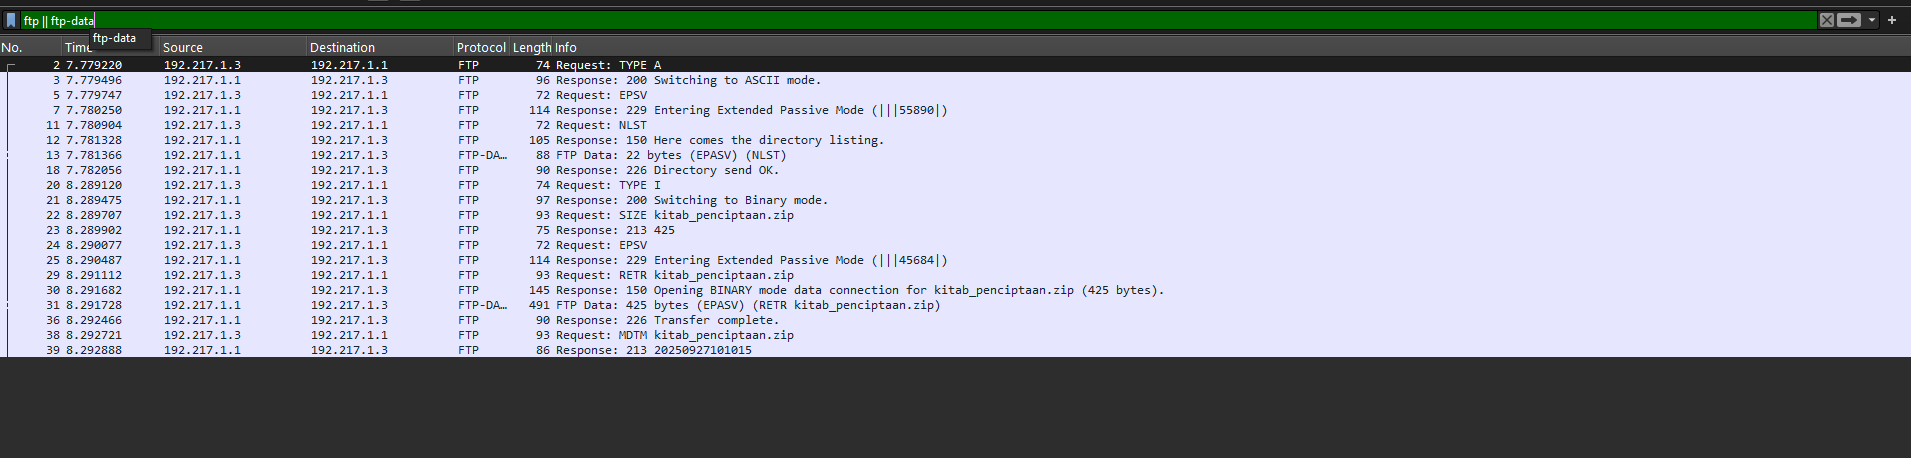 ftp || ftp-data
ftp-data
No. Time Source Destination Protocol Length Info
2 7.779220 192.217.1.3 192.217.1.1 FTP 74 Request: TYPE A
3 7.779496 192.217.1.1 192.217.1.3 FTP 96 Response: 200 Switching to ASCII mode.
5 7.779747 192.217.1.3 192.217.1.1 FTP 72 Request: EPSV
7 7.780250 192.217.1.1 192.217.1.3 FTP 114 Response: 229 Entering Extended Passive Mode (|||55890|)
11 7.780904 192.217.1.3 192.217.1.1 FTP 72 Request: NLST
12 7.781328 192.217.1.1 192.217.1.3 FTP 105 Response: 150 Here comes the directory listing.
13 7.781366 192.217.1.1 192.217.1.3 FTP-DA… 88 FTP Data: 22 bytes (EPASV) (NLST)
18 7.782056 192.217.1.1 192.217.1.3 FTP 90 Response: 226 Directory send OK.
20 8.289120 192.217.1.3 192.217.1.1 FTP 74 Request: TYPE I
21 8.289475 192.217.1.1 192.217.1.3 FTP 97 Response: 200 Switching to Binary mode.
22 8.289707 192.217.1.3 192.217.1.1 FTP 93 Request: SIZE kitab_penciptaan.zip
23 8.289902 192.217.1.1 192.217.1.3 FTP 75 Response: 213 425
24 8.290077 192.217.1.3 192.217.1.1 FTP 72 Request: EPSV
25 8.290487 192.217.1.1 192.217.1.3 FTP 114 Response: 229 Entering Extended Passive Mode (|||45684|)
29 8.291112 192.217.1.3 192.217.1.1 FTP 93 Request: RETR kitab_penciptaan.zip
30 8.291682 192.217.1.1 192.217.1.3 FTP 145 Response: 150 Opening BINARY mode data connection for kitab_penciptaan.zip (425 bytes).
31 8.291728 192.217.1.1 192.217.1.3 FTP-DA… 491 FTP Data: 425 bytes (EPASV) (RETR kitab_penciptaan.zip)
36 8.292466 192.217.1.1 192.217.1.3 FTP 90 Response: 226 Transfer complete.
38 8.292721 192.217.1.3 192.217.1.1 FTP 93 Request: MDTM kitab_penciptaan.zip
39 8.292888 192.217.1.1 192.217.1.3 FTP 86 Response: 213 20250927101015